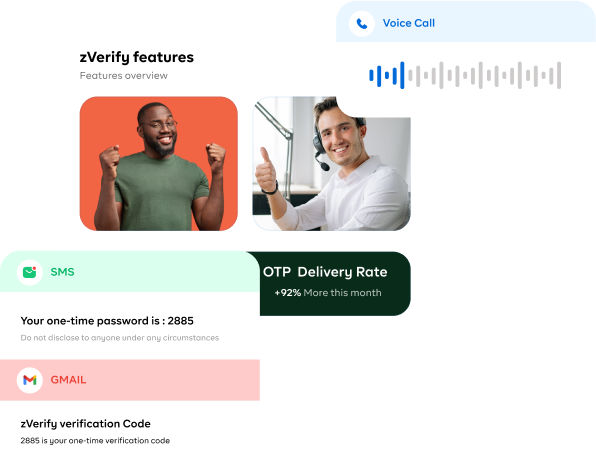 Voice Call
zVerify features
Features overview
SMS
OTP Delivery Rate
+92% More this month
Your one-time password is : 2885
Do not disclose to anyone under any circumstances
GMAIL
zVerify verification Code
2885 is your one-time verification code